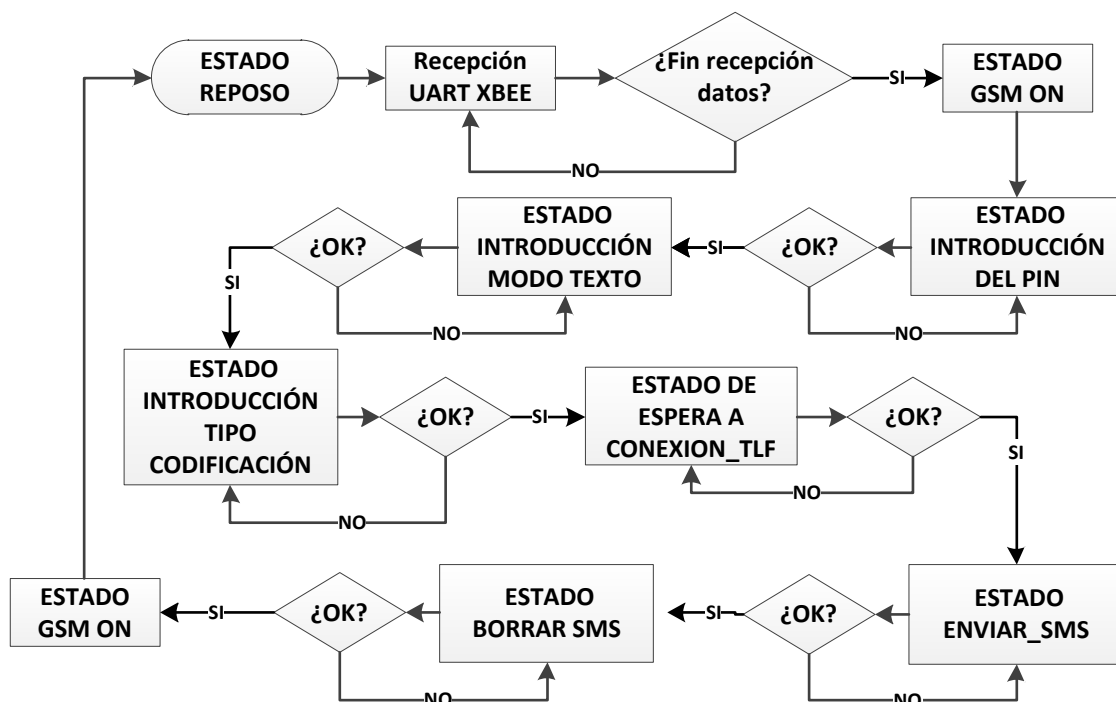 ESTADO
REPOSO
Recepción
UART XBEE
¿Fin recepción
datos?
SI
ESTADO
GSM ON
NO
ESTADO
INTRODUCCIÓN
DEL PIN
¿OK?
SI
NO
ESTADO
INTRODUCCIÓN
MODO TEXTO
¿OK?
SI
NO
ESTADO
INTRODUCCIÓN
TIPO
CODIFICACIÓN
¿OK?
SI
NO
ESTADO DE
ESPERA A
CONEXION_TLF
¿OK?
SI
NO
ESTADO
ENVIAR_SMS
¿OK?
SI
NO
ESTADO
BORRAR SMS
¿OK?
SI
NO
ESTADO
GSM ON